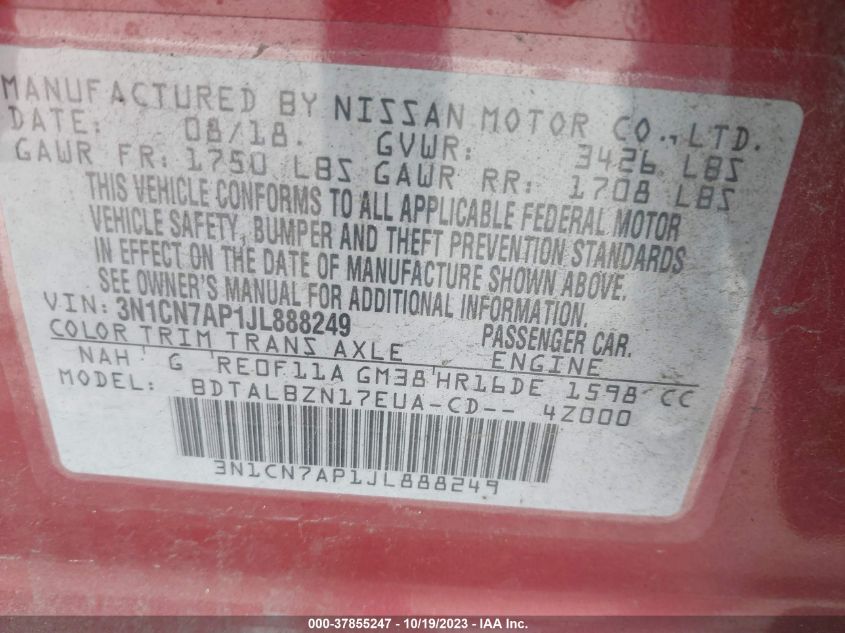 MANUFACTURED BY NISSAN MOTOR CO., LTD.
DATE: 08/18. GVWR: 3426 LBS
GAWR FR: 1750 LBS GAWR RR: 1708 LBS
THIS VEHICLE CONFORMS TO ALL APPLICABLE FEDERAL MOTOR
VEHICLE SAFETY, BUMPER AND THEFT PREVENTION STANDARDS
IN EFFECT ON THE DATE OF MANUFACTURE SHOWN ABOVE.
SEE OWNER'S MANUAL FOR ADDITIONAL INFORMATION.
VIN: 3N1CN7AP1JL888249 PASSENGER CAR.
COLOR TRIM TRANS AXLE ENGINE
NAH G RE0F11A GM38 HR16DE 1598 CC
MODEL: BDTALBZN17EUA-CD-- 4Z000
3N1CN7AP1JL888249
000-37855247 - 10/19/2023 - IAA Inc.